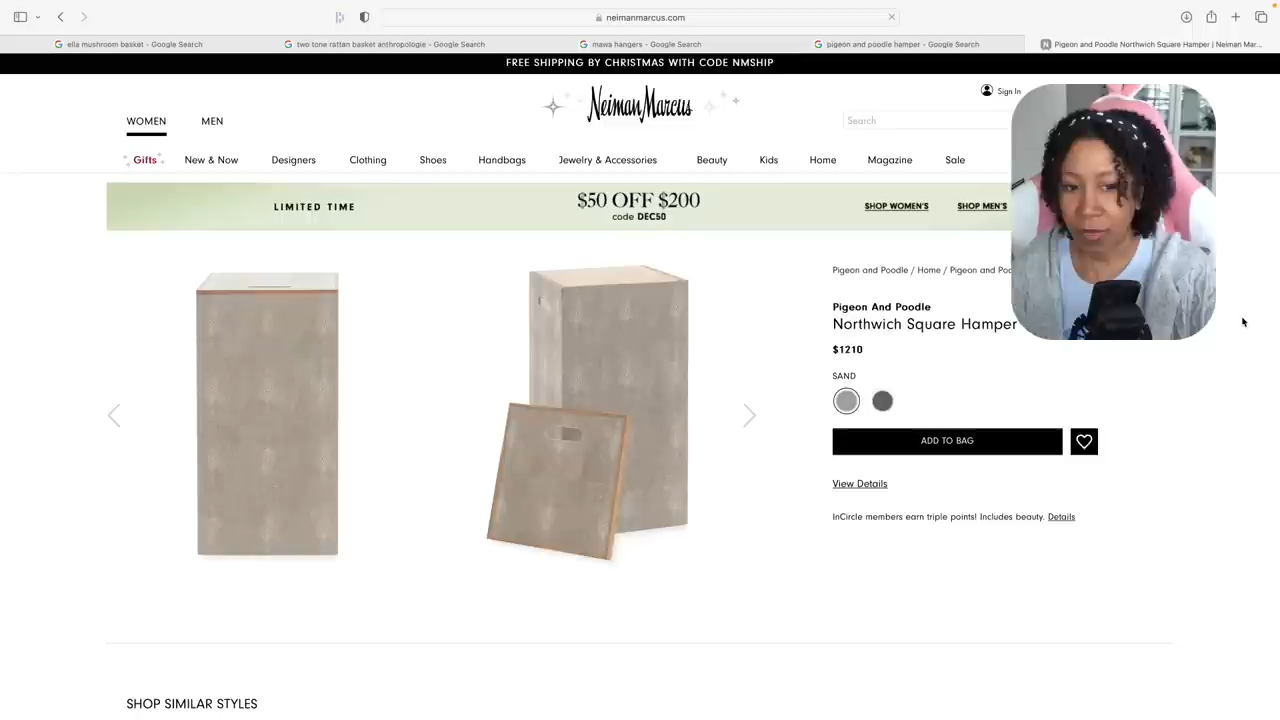 neimanmarcus.com
ella mushroom basket - Google Search
two tone rattan basket anthropologie - Google Search
mawa hangers - Google Search
pigeon and poodle hamper - Google Search
Pigeon and Poodle Northwich Square Hamper | Neiman Mar...
FREE SHIPPING BY CHRISTMAS WITH CODE NMSHIP
WOMEN
MEN
Neiman Marcus
Sign In
Search
Gifts
New & Now
Designers
Clothing
Shoes
Handbags
Jewelry & Accessories
Beauty
Kids
Home
Magazine
Sale
LIMITED TIME
$50 OFF $200
code DEC50
SHOP WOMEN'S
SHOP MEN'S
Pigeon and Poodle / Home / Pigeon and Poo
Pigeon And Poodle
Northwich Square Hamper
$1210
SAND
ADD TO BAG
View Details
InCircle members earn triple points! Includes beauty. Details
SHOP SIMILAR STYLES